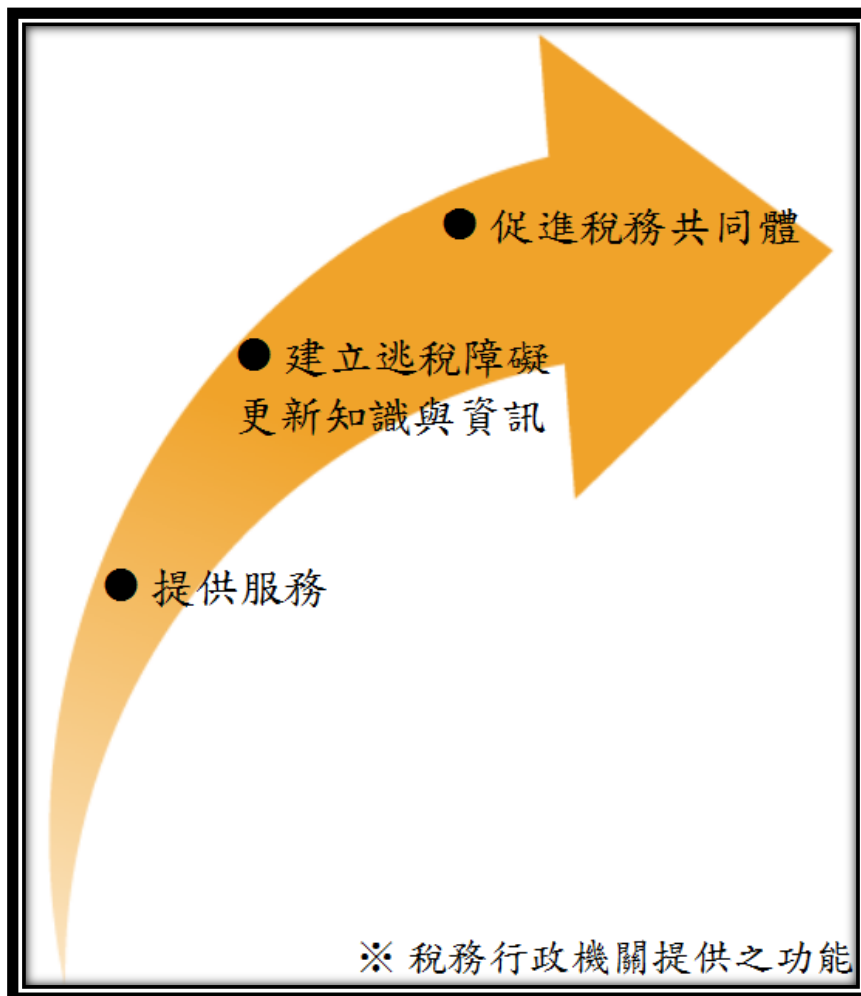 ● 促進稅務共同體
● 建立逃稅障礙
更新知識與資訊
● 提供服務
※ 稅務行政機關提供之功能